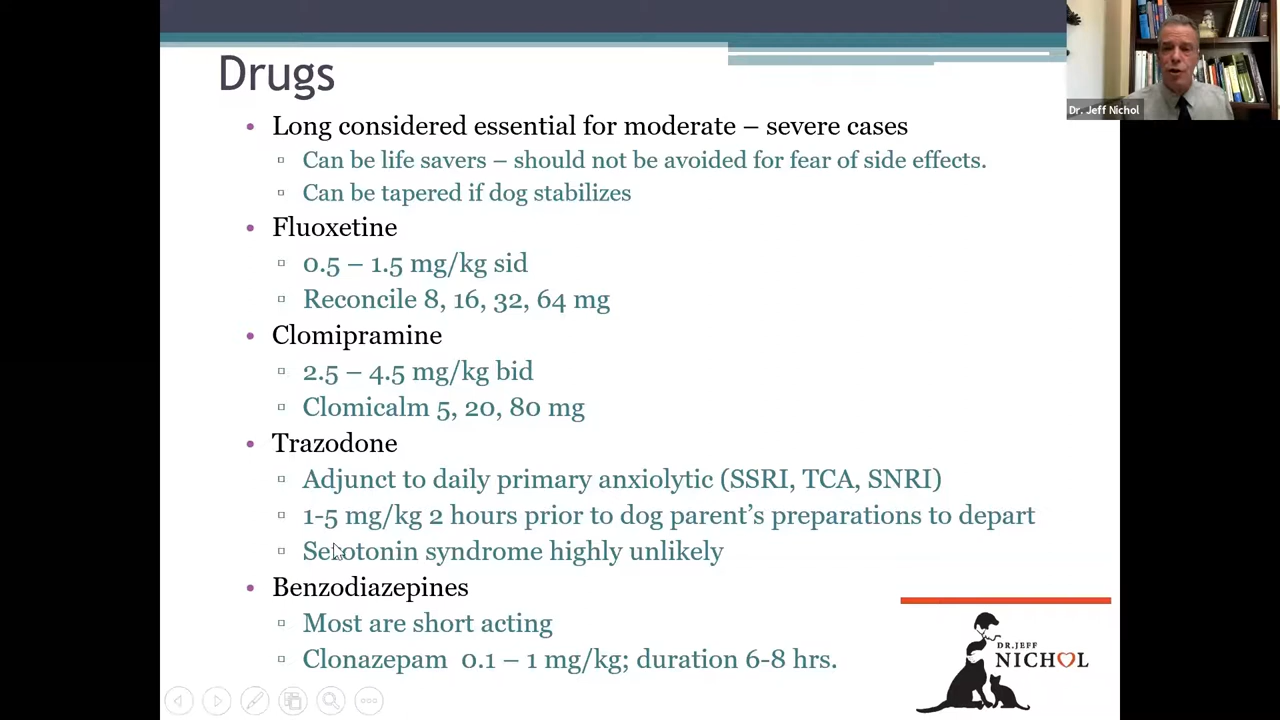 Drugs
Dr. Jeff Nichol
• Long considered essential for moderate – severe cases
▫ Can be life savers – should not be avoided for fear of side effects.
▫ Can be tapered if dog stabilizes
• Fluoxetine
▫ 0.5 – 1.5 mg/kg sid
▫ Reconcile 8, 16, 32, 64 mg
• Clomipramine
▫ 2.5 – 4.5 mg/kg bid
▫ Clomicalm 5, 20, 80 mg
• Trazodone
▫ Adjunct to daily primary anxiolytic (SSRI, TCA, SNRI)
▫ 1-5 mg/kg 2 hours prior to dog parent’s preparations to depart
▫ Serotonin syndrome highly unlikely
• Benzodiazepines
▫ Most are short acting
▫ Clonazepam 0.1 – 1 mg/kg; duration 6-8 hrs.
DR. JEFF
NICHOL